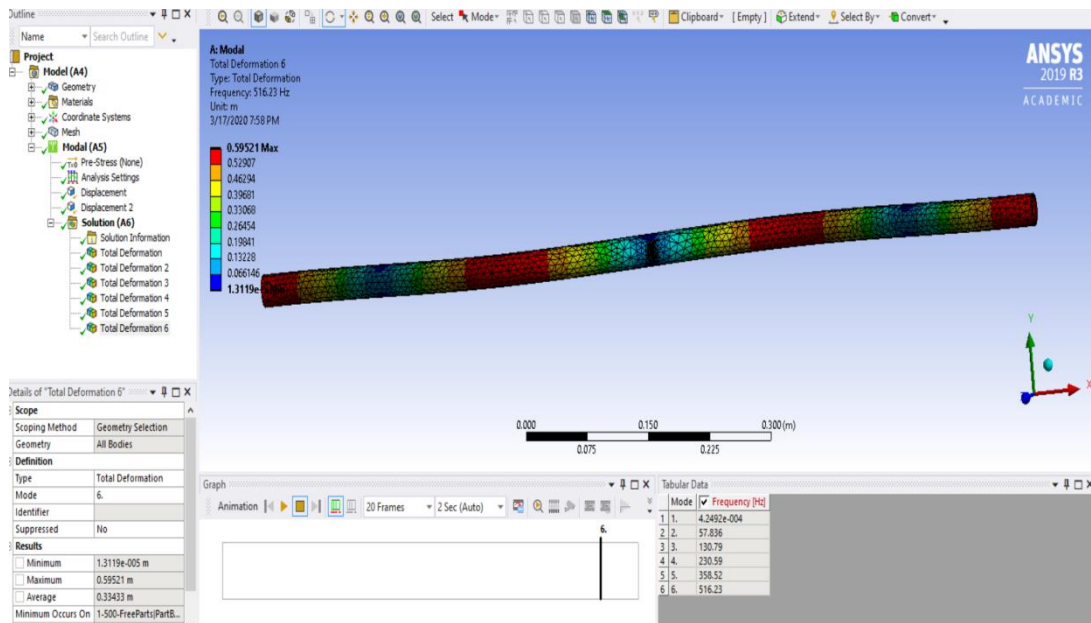 Outline
Name
Search Outline
Project
Model (A4)
Geometry
Materials
Coordinate Systems
Mesh
Modal (A5)
T=0 Pre-Stress (None)
Analysis Settings
Displacement
Displacement 2
Solution (A6)
Solution Information
Total Deformation
Total Deformation 2
Total Deformation 3
Total Deformation 4
Total Deformation 5
Total Deformation 6
Select Mode Clipboard [Empty] Extend Select By Convert
A: Modal
Total Deformation 6
Type: Total Deformation
Frequency: 516.23 Hz
Unit: m
3/17/2020 7:58 PM
0.59521 Max
0.52907
0.46294
0.39681
0.33068
0.26454
0.19841
0.13228
0.066146
1.3119e-
ANSYS
2019 R3
ACADEMIC
Y
X
0.000 0.150 0.300 (m)
0.075 0.225
Details of "Total Deformation 6"
Scope
Scoping Method Geometry Selection
Geometry All Bodies
Definition
Type Total Deformation
Mode 6.
Identifier
Suppressed No
Results
Minimum 1.3119e-005 m
Maximum 0.59521 m
Average 0.33433 m
Minimum Occurs On 1-500-FreeParts|PartB...
Graph
Animation 20 Frames 2 Sec (Auto)
6.
Tabular Data
Mode Frequency [Hz]
1 1. 4.2492e-004
2 2. 57.836
3 3. 130.79
4 4. 230.59
5 5. 358.52
6 6. 516.23